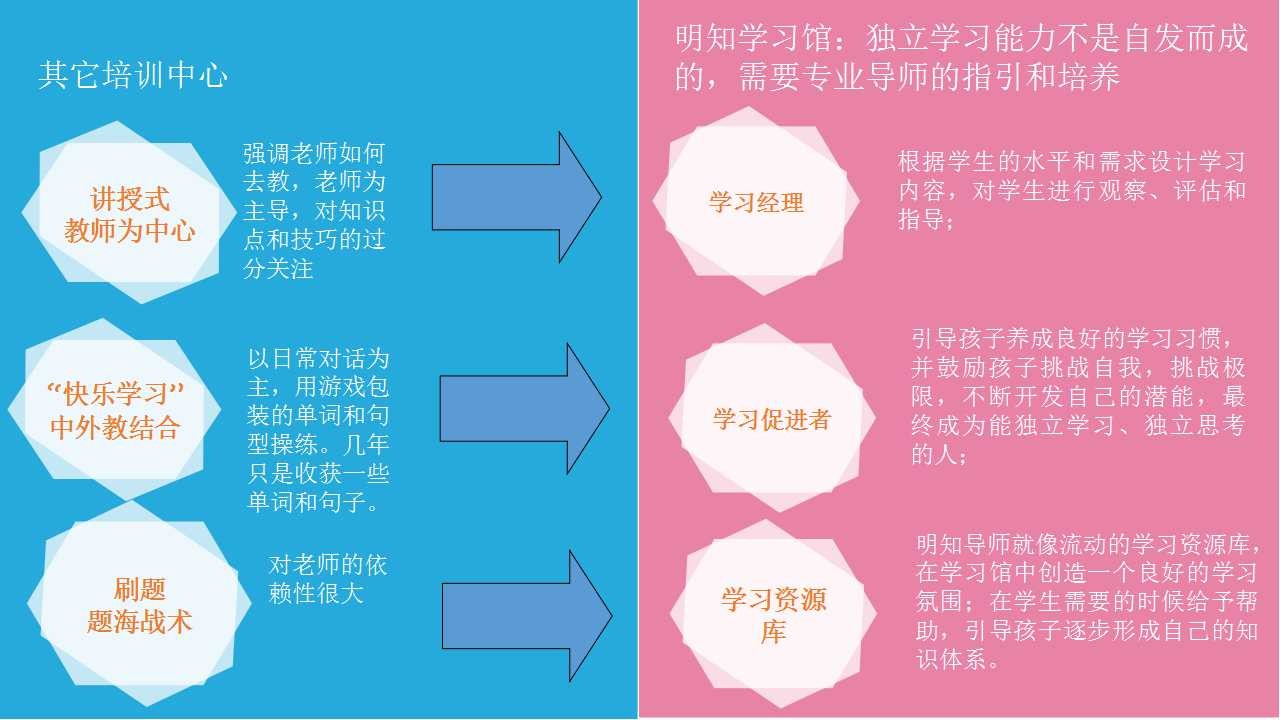 其它培训中心
讲授式
教师为中心
强调老师如何
去教，老师为
主导，对知识
点和技巧的过
分关注
“快乐学习”
中外教结合
以日常对话为
主，用游戏包
装的单词和句
型操练。几年
只是收获一些
单词和句子。
刷题
题海战术
对老师的依
赖性很大
明知学习馆：独立学习能力不是自发而成
的，需要专业导师的指引和培养
学习经理
根据学生的水平和需求设计学习
内容，对学生进行观察、评估和
指导；
学习促进者
引导孩子养成良好的学习习惯，
并鼓励孩子挑战自我，挑战极
限，不断开发自己的潜能，最
终成为能独立学习、独立思考
的人；
学习资源
库
明知导师就像流动的学习资源库，
在学习馆中创造一个良好的学习
氛围；在学生需要的时候给予帮
助，引导孩子逐步形成自己的知
识体系。